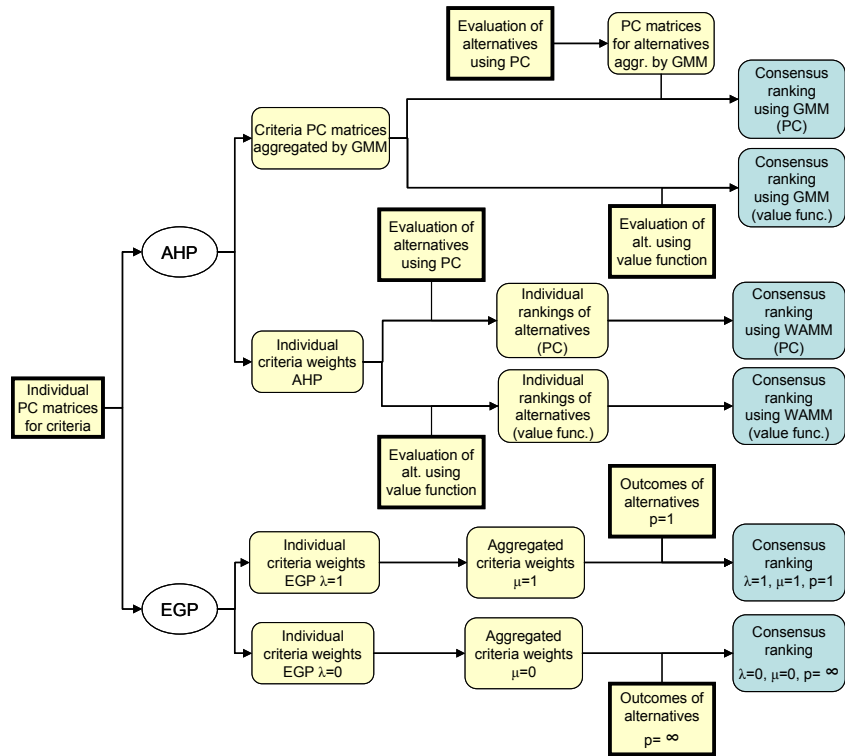 Evaluation of
alternatives
using PC
PC matrices
for alternatives
aggr. by GMM
Consensus
ranking
using GMM
(PC)
Criteria PC matrices
aggregated by GMM
Consensus
ranking
using GMM
(value func.)
Evaluation of
alt. using
value function
Evaluation of
alternatives
using PC
AHP
Individual
rankings of
alternatives
(PC)
Consensus
ranking
using WAMM
(PC)
Individual
criteria weights
AHP
Individual
PC matrices
for criteria
Individual
rankings of
alternatives
(value func.)
Consensus
ranking
using WAMM
(value func.)
Evaluation of
alt. using
value function
Outcomes of
alternatives
p=1
Individual
criteria weights
EGP λ=1
Aggregated
criteria weights
μ=1
Consensus
ranking
λ=1, μ=1, p=1
EGP
Individual
criteria weights
EGP λ=0
Aggregated
criteria weights
μ=0
Consensus
ranking
λ=0, μ=0, p= ∞
Outcomes of
alternatives
p= ∞